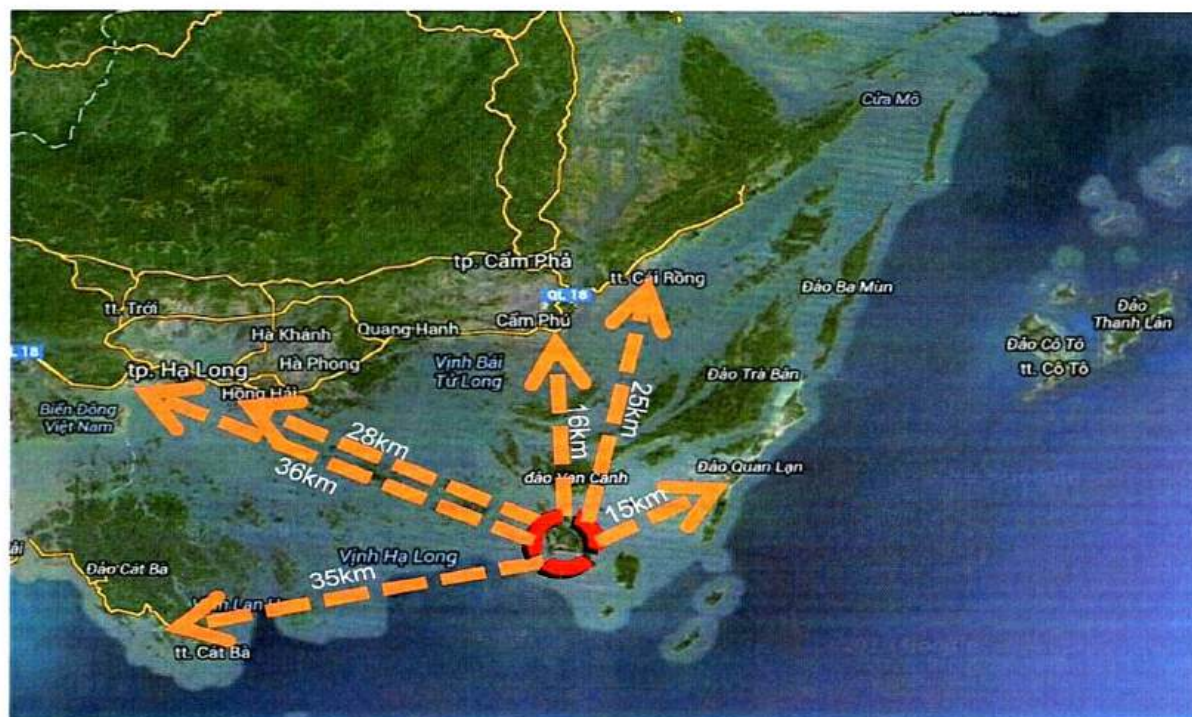 Cửa Mô
tp. Cẩm Phả
tt. Cái Rồng
Đảo Ba Mùn
QL 18
tt. Trới
Cẩm Phú
Đảo
Thanh Lân
Hà Khánh
Quang Hanh
Đảo Cô Tô
tt. Cô Tô
18
Hà Phong
Vịnh Bái
Tử Long
tp. Hạ Long
Đảo Trà Bản
Hồng Hải
Biển Đông
Việt Nam
28km
16km
25km
36km
đảo Vạn Cảnh
Đảo Quan Lạn
15km
Vịnh Hạ Long
Đảo Cát Bà
35km
tt. Cát Bà